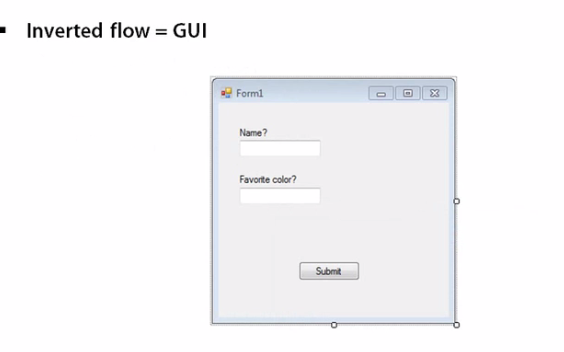 Inverted flow = GUI
Form1
Name?
Favorite color?
Submit